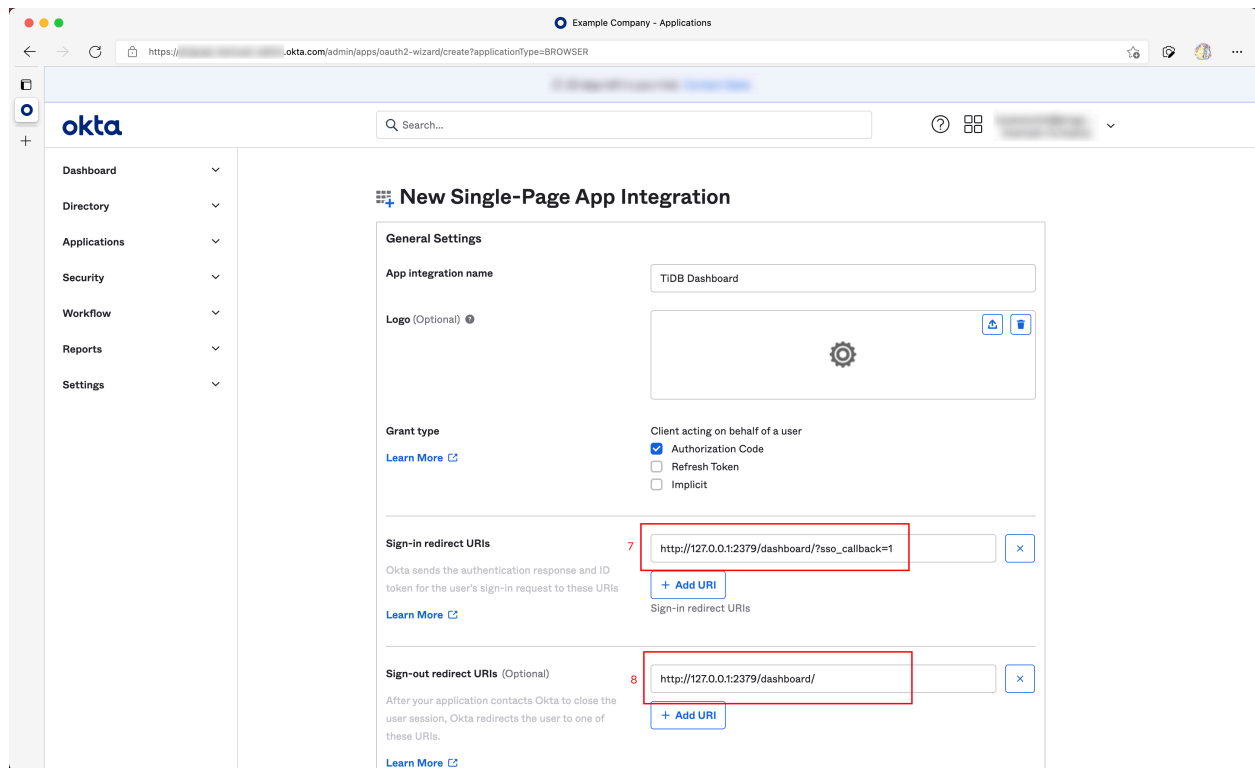 Example Company - Applications
https:// .okta.com/admin/apps/oauth2-wizard/create?applicationType=BROWSER
okta
Search...
Dashboard
Directory
Applications
Security
Workflow
Reports
Settings
New Single-Page App Integration
General Settings
App integration name
TiDB Dashboard
Logo (Optional)
Grant type
Learn More
Client acting on behalf of a user
Authorization Code
Refresh Token
Implicit
Sign-in redirect URIs
Okta sends the authentication response and ID
token for the user's sign-in request to these URIs
Learn More
7
http://127.0.0.1:2379/dashboard/?sso_callback=1
+ Add URI
Sign-in redirect URIs
Sign-out redirect URIs (Optional)
After your application contacts Okta to close the
user session, Okta redirects the user to one of
these URIs.
Learn More
8
http://127.0.0.1:2379/dashboard/
+ Add URI